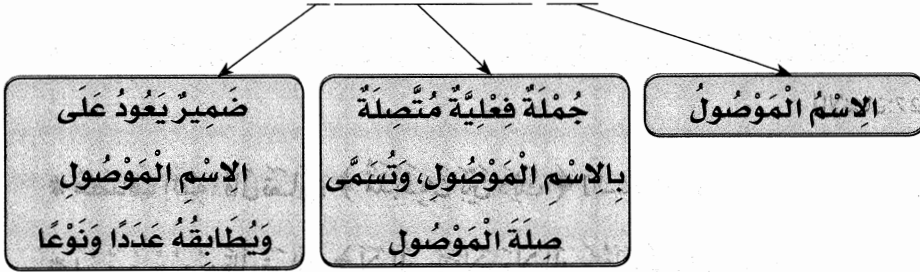 الِاسْمُ الْمَوْصُولُ
جُمْلَةٌ فِعْلِيَّةٌ مُتَّصِلَةٌ
بِالِاسْمِ الْمَوْصُولِ، وَتُسَمَّى
صِلَةَ الْمَوْصُولِ
ضَمِيرٌ يَعُودُ عَلَى
الِاسْمِ الْمَوْصُولِ
وَيُطَابِقُهُ عَدَدًا وَنَوْعًا